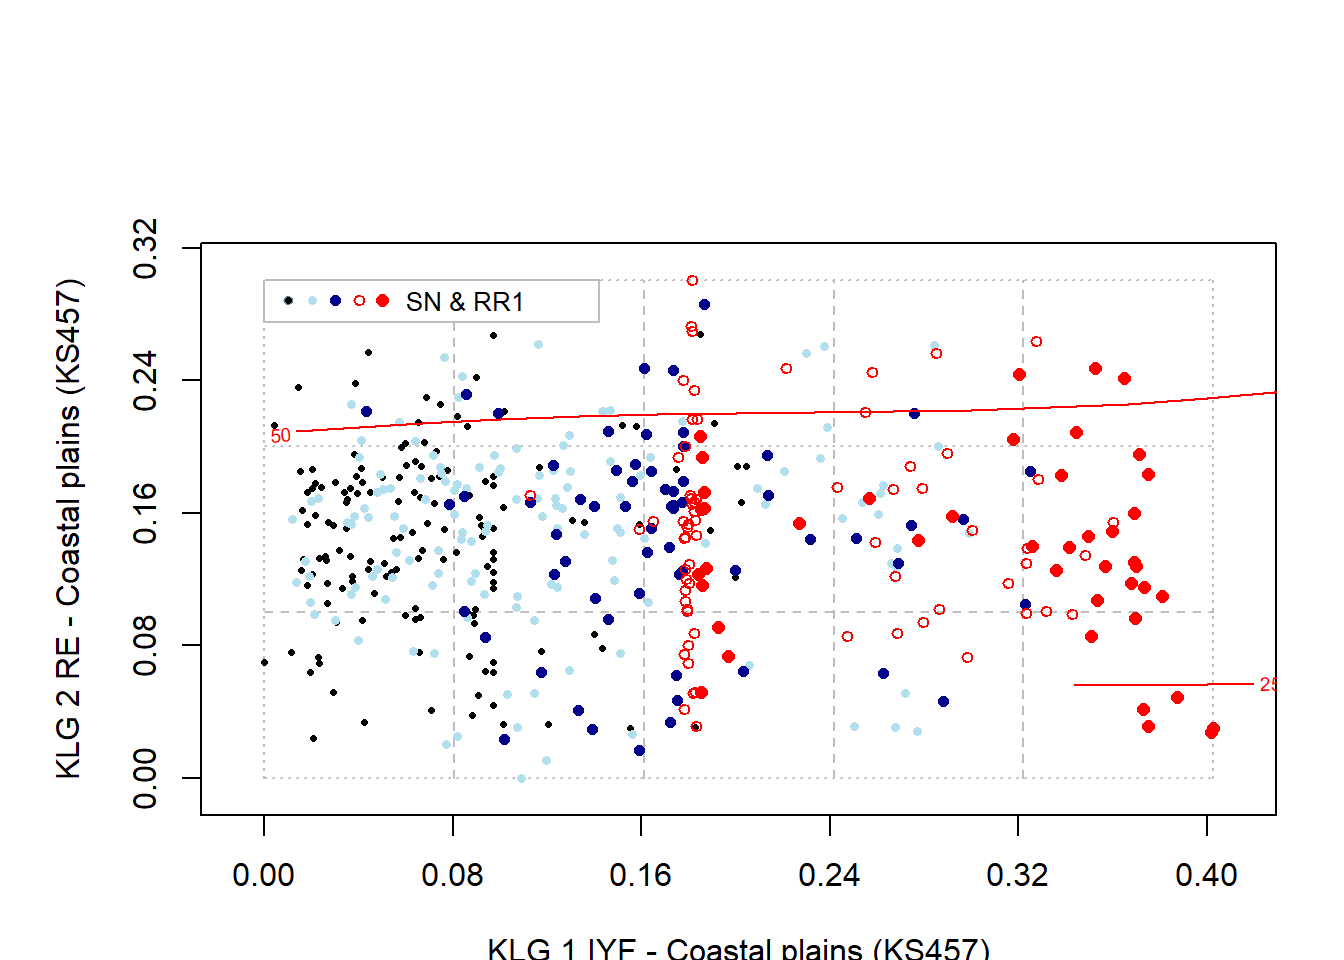 0.32
0.24
0.16
0.08
0.00
KLG 2 RE - Coastal plains (KS457)
SN & RR1
50
25
0.00 0.08 0.16 0.24 0.32 0.40
KLG 1 IYF - Coastal plains (KS457)